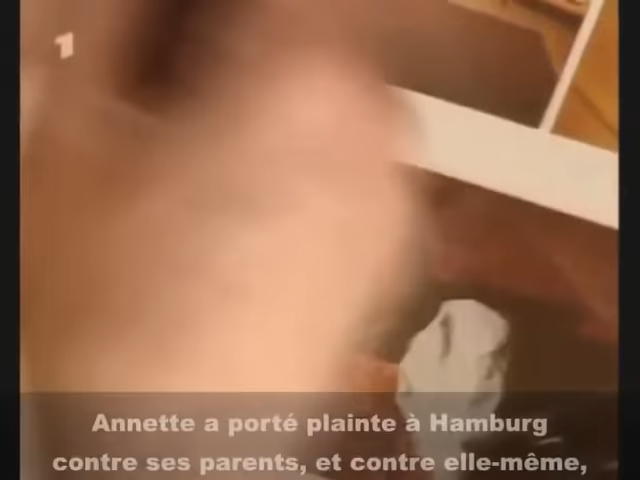 1
Annette a porté plainte à Hamburg
contre ses parents, et contre elle-même,